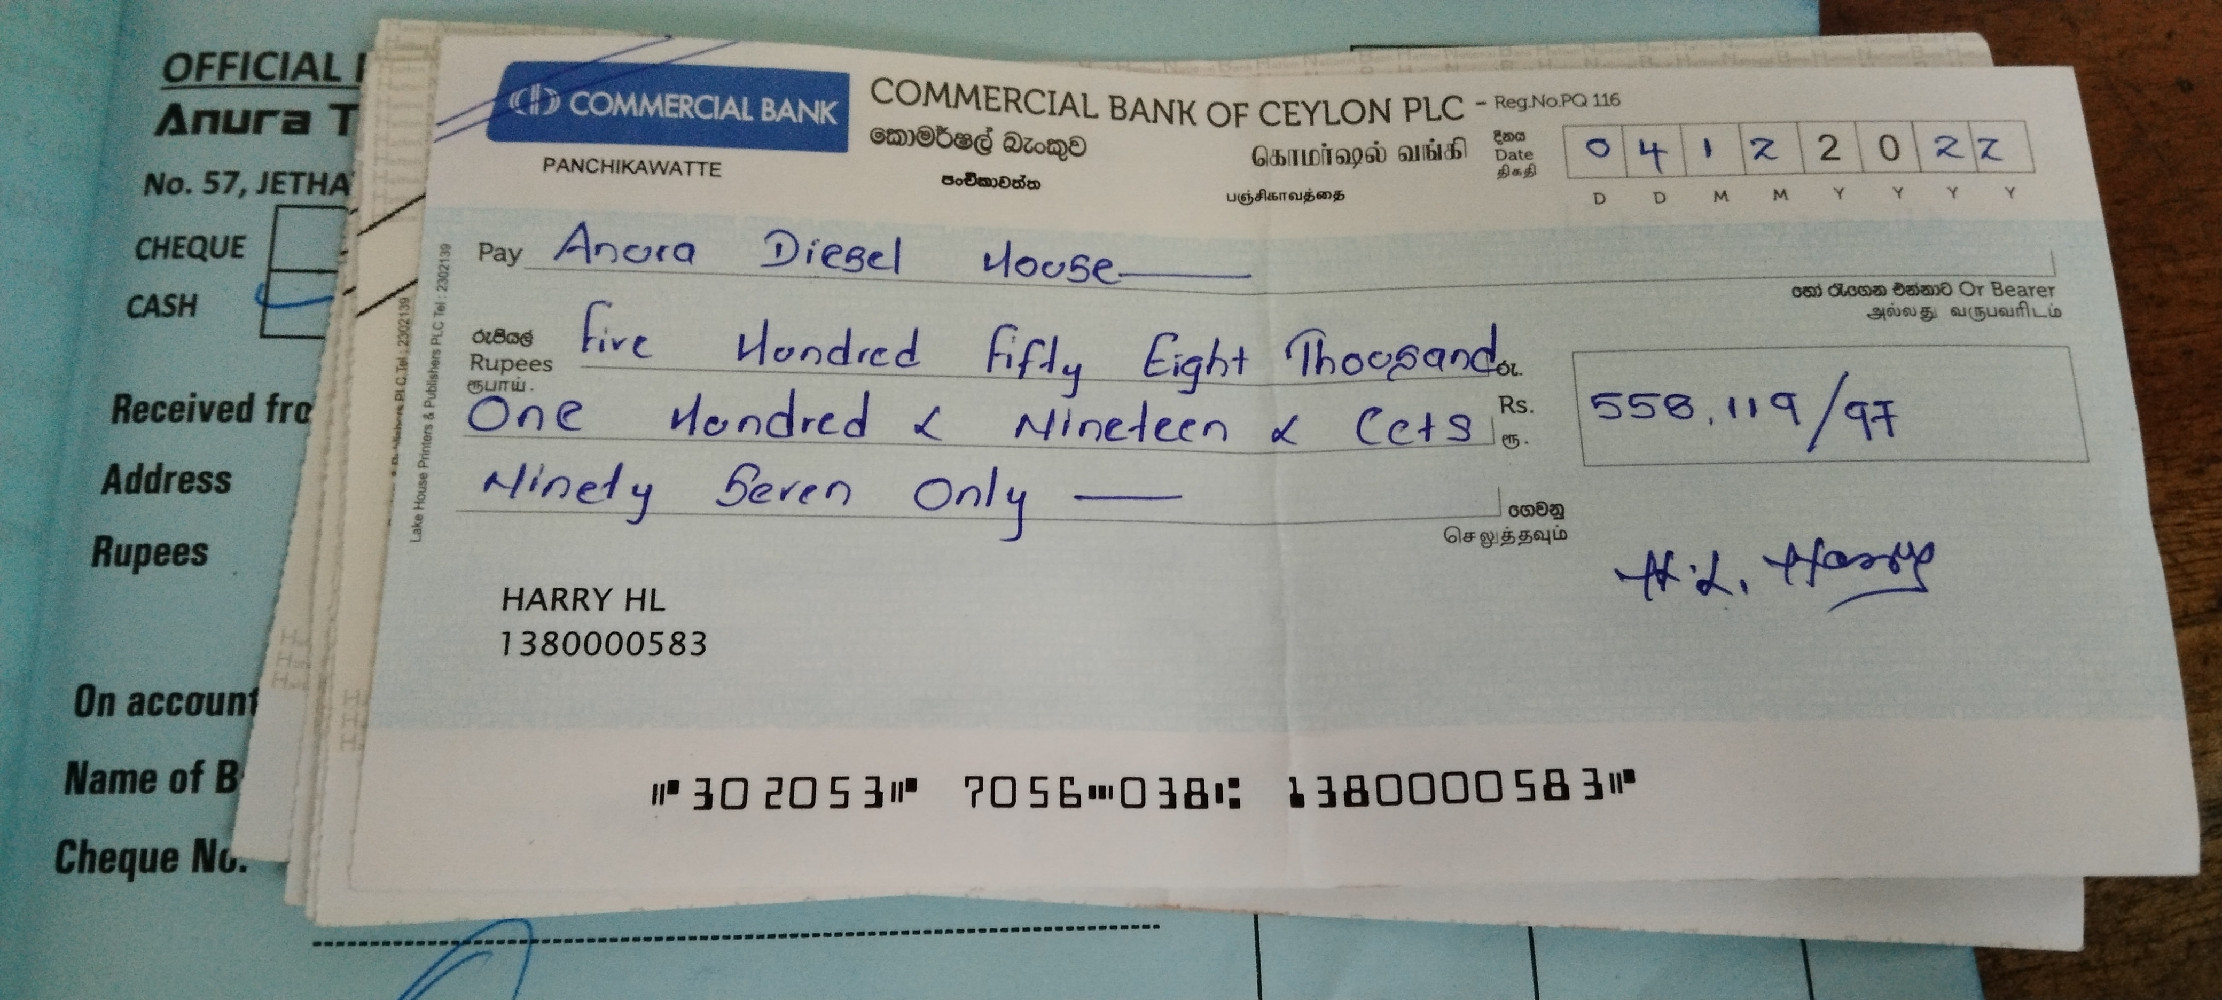 OFFICIAL
Anura T
No. 57, JETHA
CHEQUE
CASH
Received fro
Address
Rupees
On account
Name of B
Cheque No.
COMMERCIAL BANK
PANCHIKAWATTE
COMMERCIAL BANK OF CEYLON PLC - Reg.No.PQ 116
කොමර්ෂල් බැංකුව கொமர்ஷல் வங்கி
පංචිකාවත්ත பஞ்சிகாவத்தை
දිනය
Date
திகதி
0 4 1 2 2 0 2 2
D D M M Y Y Y Y
Pay Anura Diesel House
හෝ රැගෙන එන්නාට Or Bearer
அல்லது வருபவரிடம்
රුපියල්
Rupees
ரூபாய்.
Five Hundred Fifty Eight Thousand
One Hundred & Nineteen & Cets
Ninety Seven Only
රු.
Rs.
ரூ.
558,119/97
ගෙවනු
செலுத்தவும்
H.L. Harry
HARRY HL
1380000583
Lake House Printers & Publishers PLC Tel : 2302139
PLC Tel : 2302139
302053 7056 038 1380000583